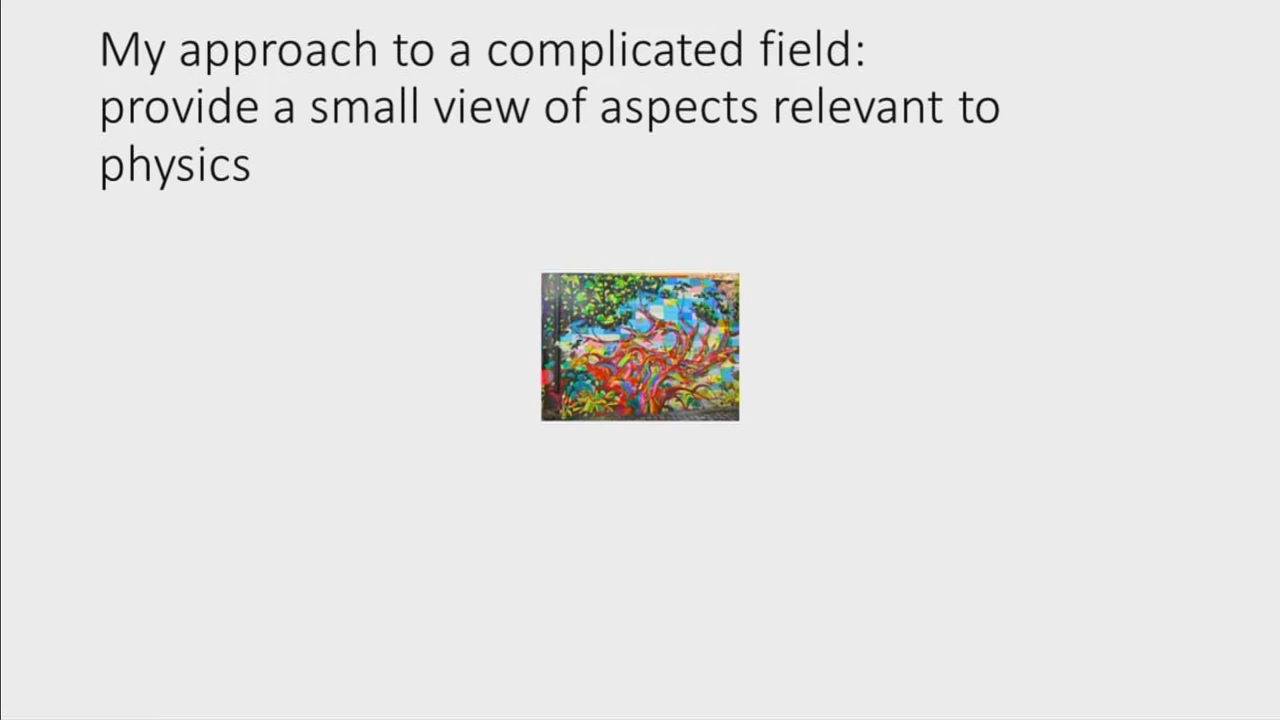 My approach to a complicated field:
provide a small view of aspects relevant to
physics